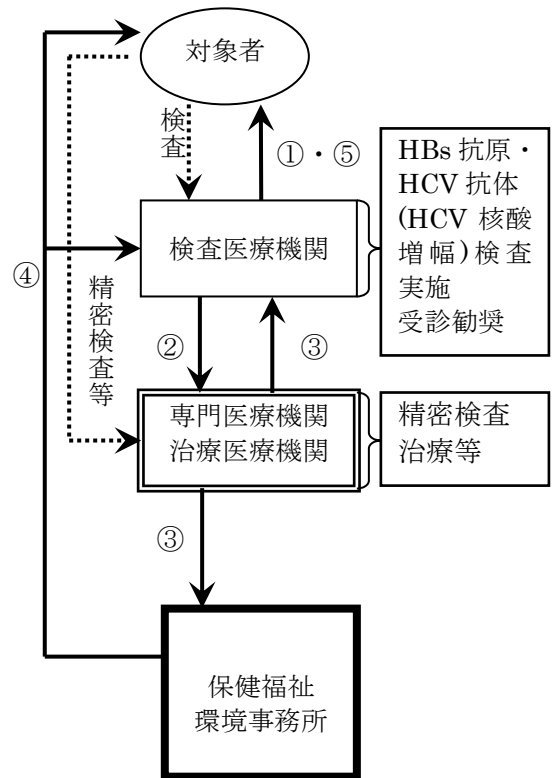 対象者
検査
①・⑤
HBs 抗原・
HCV 抗体
(HCV 核酸
増幅)検査
実施
受診勧奨
検査医療機関
④
精密検査等
②
③
専門医療機関
治療医療機関
精密検査
治療等
③
保健福祉
環境事務所